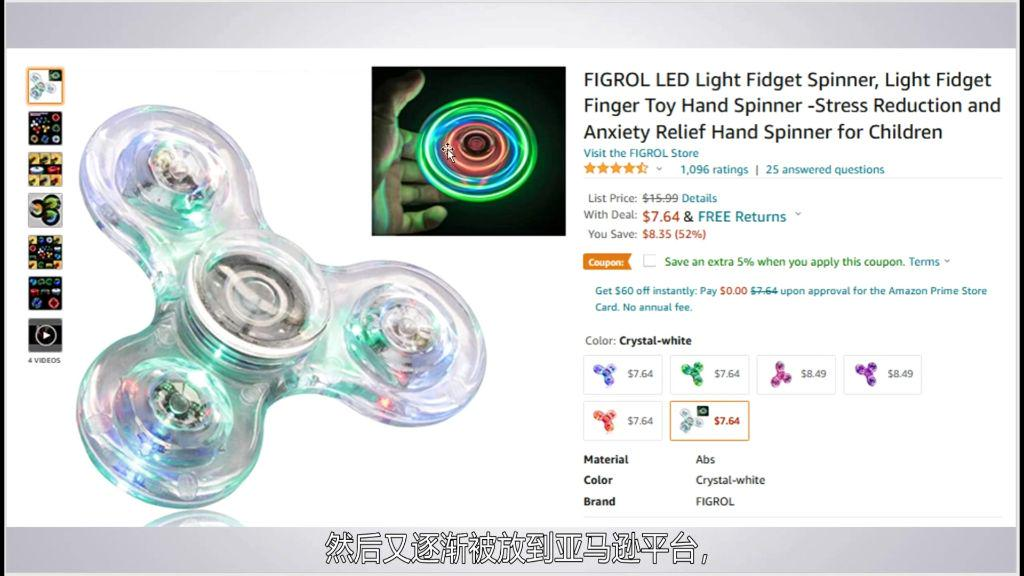 FIGROL LED Light Fidget Spinner, Light Fidget
Finger Toy Hand Spinner -Stress Reduction and
Anxiety Relief Hand Spinner for Children
Visit the FIGROL Store
1,096 ratings | 25 answered questions
List Price: $15.99 Details
With Deal: $7.64 & FREE Returns
You Save: $8.35 (52%)
Coupon: Save an extra 5% when you apply this coupon. Terms
Get $60 off instantly: Pay $0.00 $7.64 upon approval for the Amazon Prime Store
Card. No annual fee.
Color: Crystal-white
$7.64 $7.64 $8.49 $8.49
$7.64 $7.64
4 VIDEOS
Material Abs
Color Crystal-white
Brand FIGROL
然后又逐渐被放到亚马逊平台,